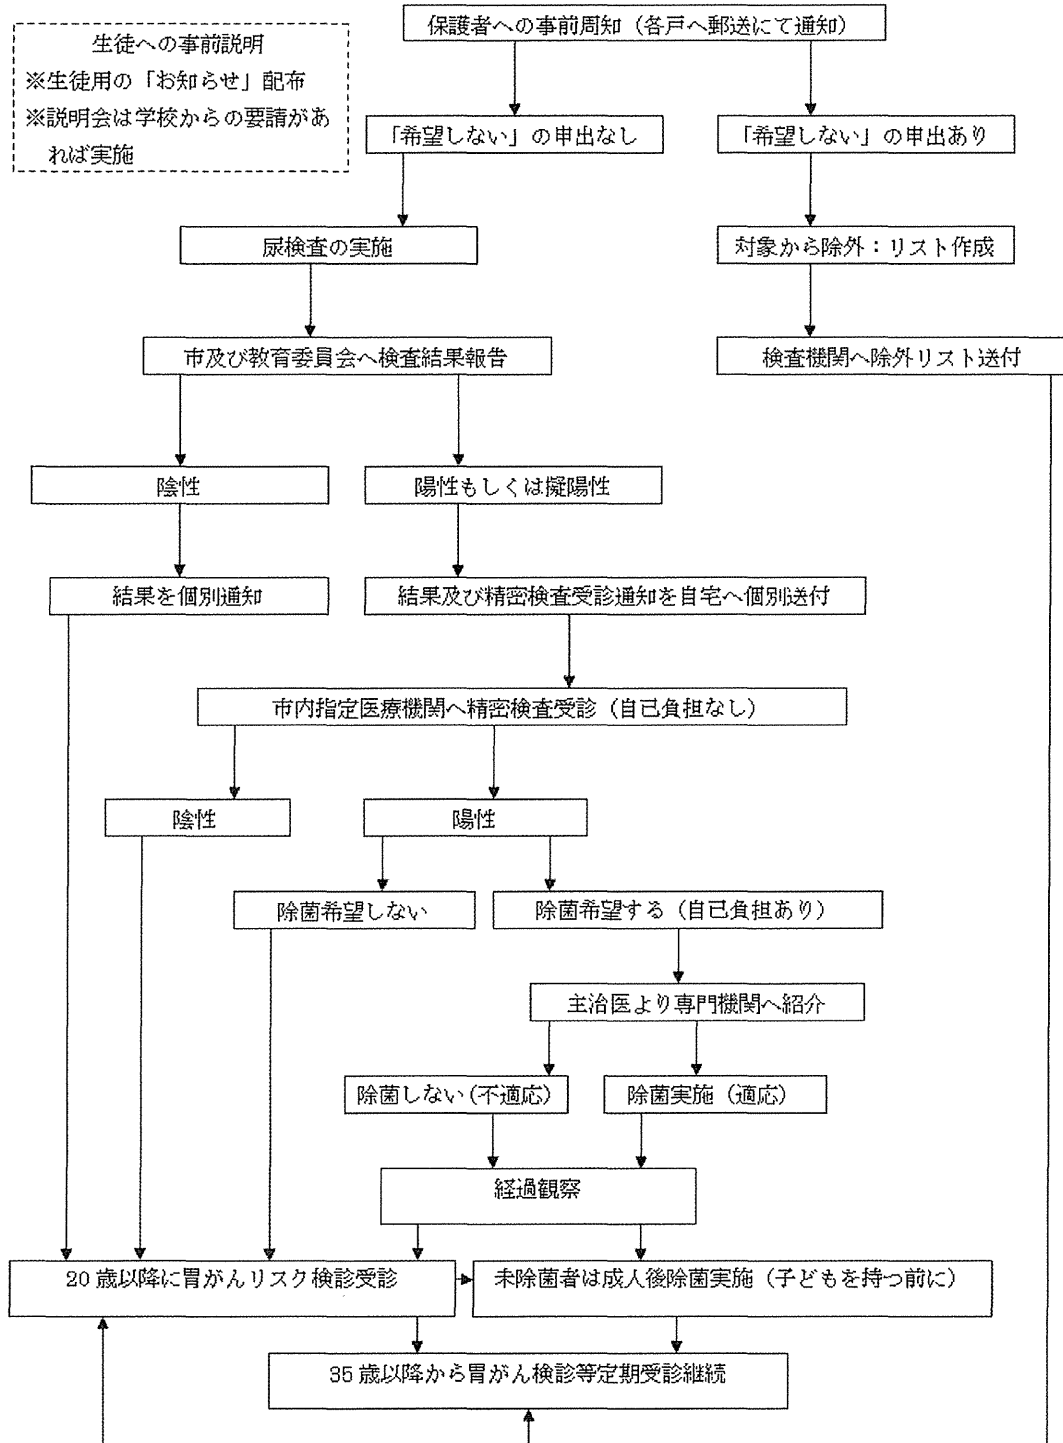 生徒への事前説明
※生徒用の「お知らせ」配布
※説明会は学校からの要請があ
れば実施
保護者への事前周知（各戸へ郵送にて通知）
「希望しない」の申出なし
「希望しない」の申出あり
尿検査の実施
対象から除外：リスト作成
市及び教育委員会へ検査結果報告
検査機関へ除外リスト送付
陰性
陽性もしくは擬陽性
結果を個別通知
結果及び精密検査受診通知を自宅へ個別送付
市内指定医療機関へ精密検査受診（自己負担なし）
陰性
陽性
除菌希望しない
除菌希望する（自己負担あり）
主治医より専門機関へ紹介
除菌しない（不適応）
除菌実施（適応）
経過観察
20歳以降に胃がんリスク検診受診
未除菌者は成人後除菌実施（子どもを持つ前に）
35歳以降から胃がん検診等定期受診継続